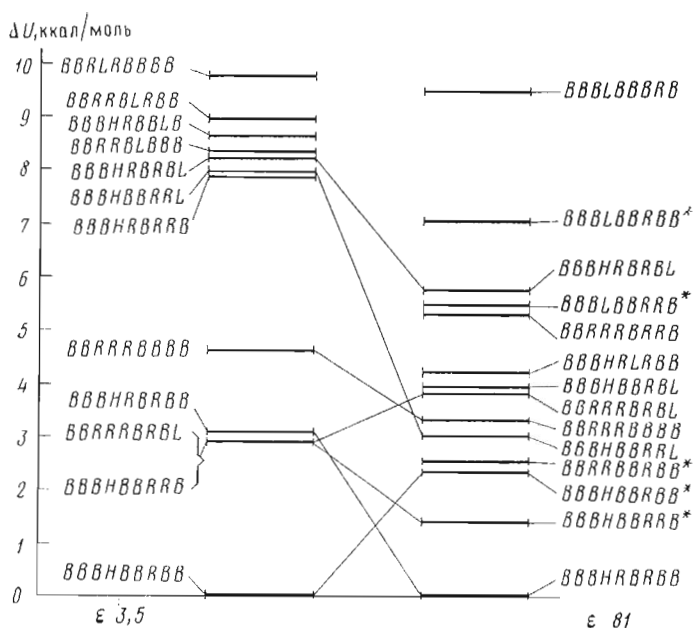 ΔU, ккал/моль
10
9
8
7
6
5
4
3
2
1
0
BBRLRBBBB
BBRRBLRBB
BBBHRBBLB
BBRRBLBBB
BBBHRBRBL
BBBHBBRRL
BBBHRBRRB
BBRRRBBBB
BBBHRBRBB
BBRRRBRBL
BBBHBBRRB
BBBHBBRBB
ε 3,5
BBBLBBBRB
BBBLBBRBB*
BBBHRBRBL
BBBLBBRRB*
BBRRRBRRB
BBBHRLRBB
BBBHBBRBL
BBRRRBRBL
BBRRRBBBB
BBBHBBRRL
BBRRBBRBB*
BBBHBBRBB*
BBBHBBRRB*
BBBHRBRBB
ε 81